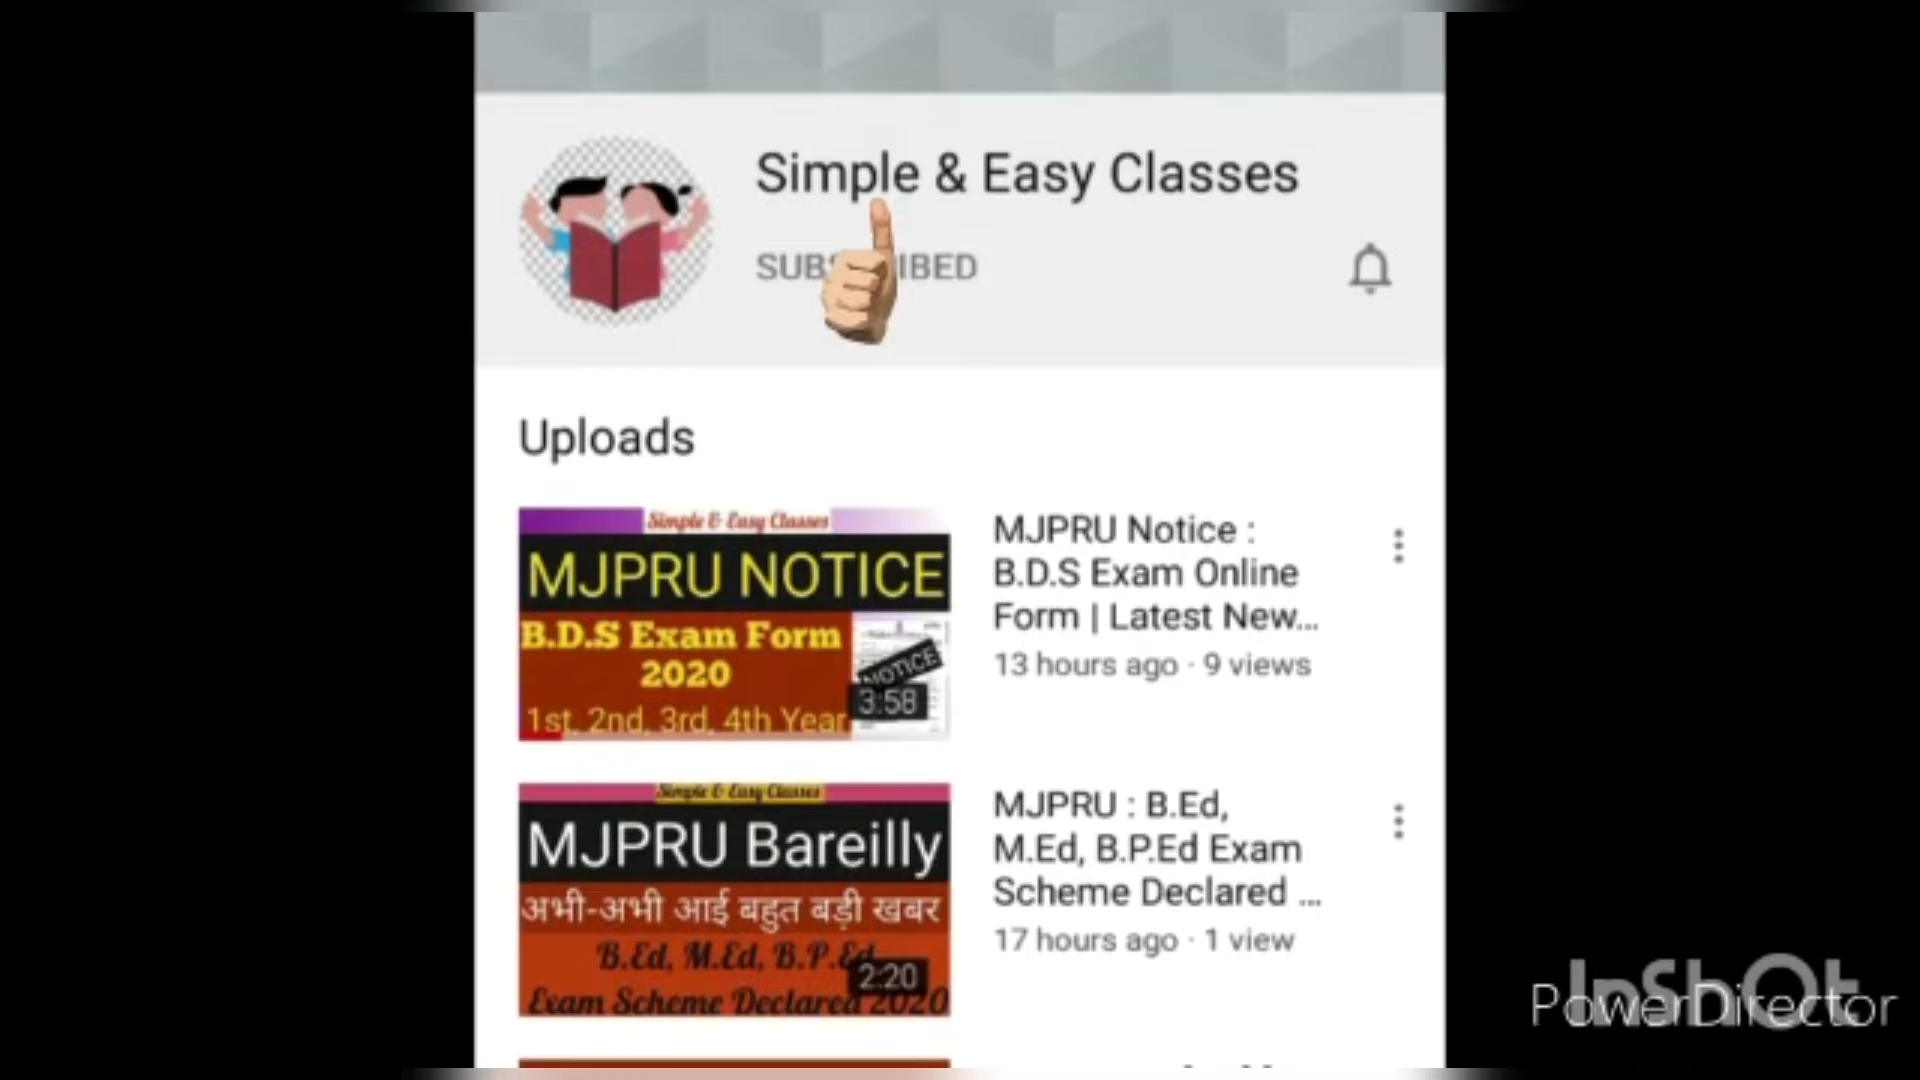 Simple & Easy Classes
SUBSCRIBED
Uploads
Simple & Easy Classes
MJPRU NOTICE
B.D.S Exam Form
2020
1st, 2nd, 3rd, 4th Year
NOTICE
3:58
MJPRU Notice :
B.D.S Exam Online
Form | Latest New...
13 hours ago · 9 views
Simple & Easy Classes
MJPRU Bareilly
अभी-अभी आई बहुत बड़ी खबर
B.Ed, M.Ed, B.P.Ed
2:20
Exam Scheme Declared 2020
MJPRU : B.Ed,
M.Ed, B.P.Ed Exam
Scheme Declared ...
17 hours ago · 1 view
InShOt
PowerDirector